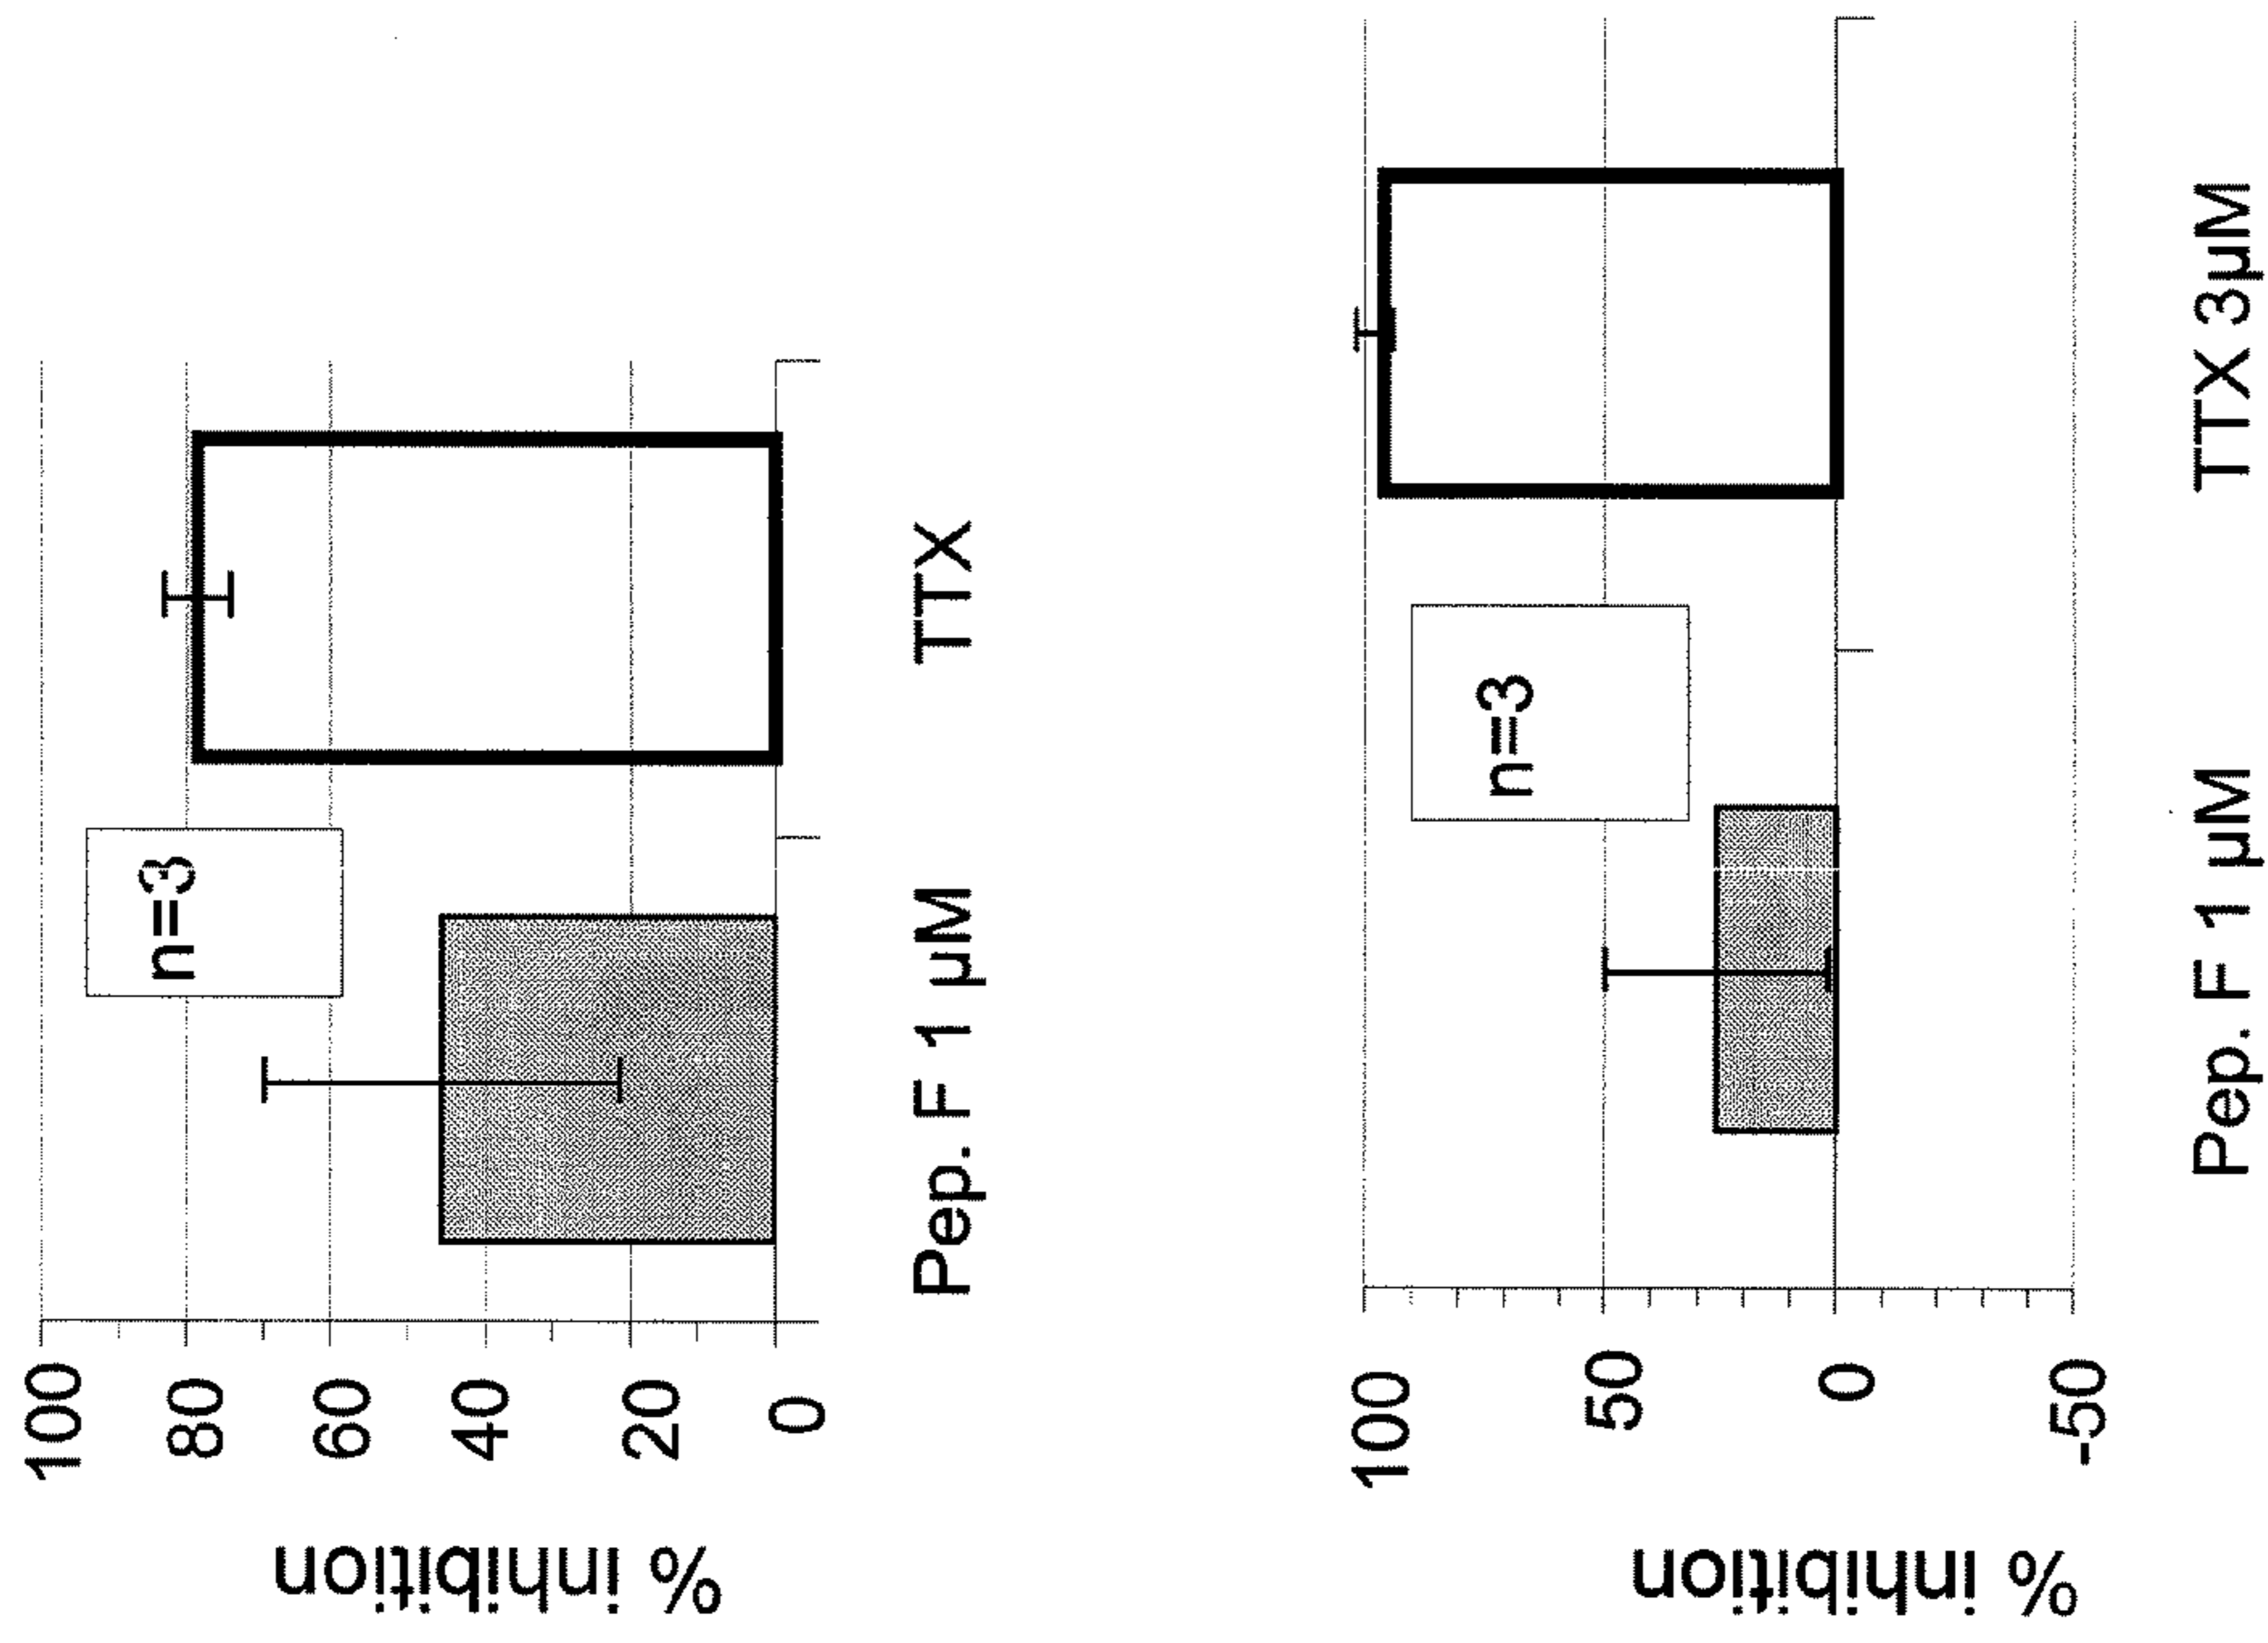 % inhibition
100
80
60
40
20
0
n=3
Pep. F 1 µM
TTX
% inhibition
100
50
0
-50
n=3
Pep. F 1 µM
TTX 3µM